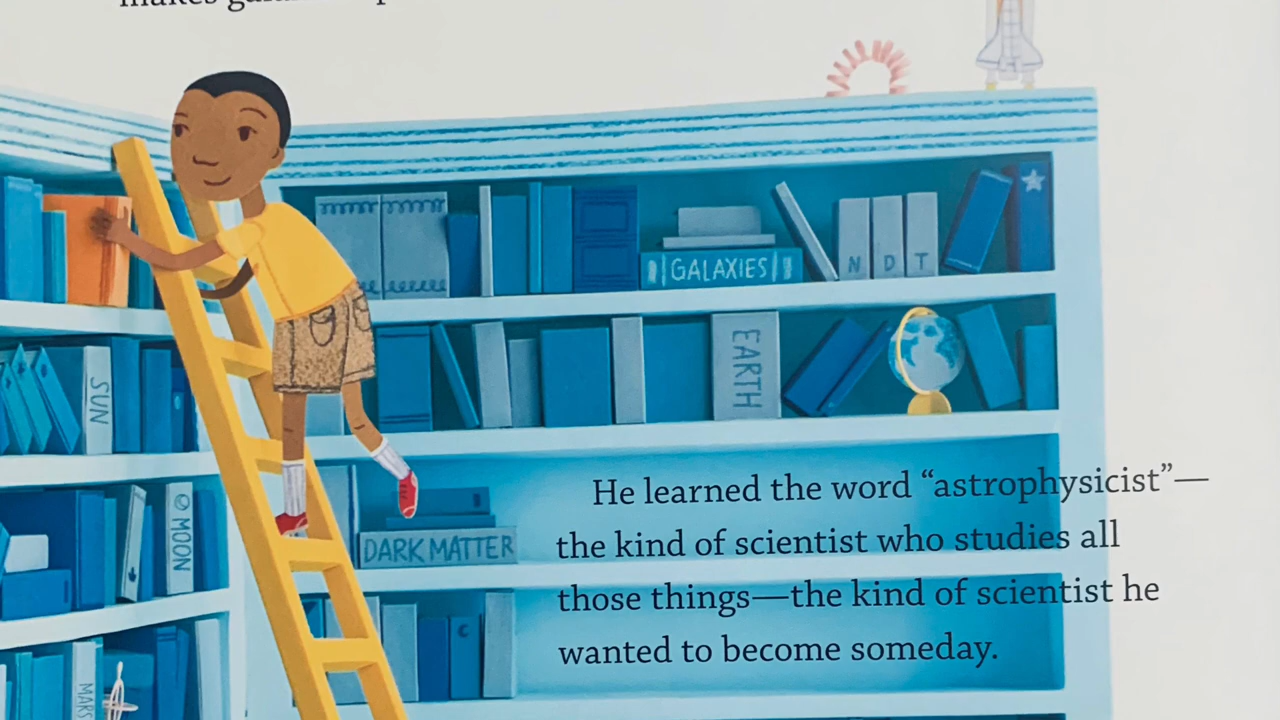 GALAXIES
N D T
SUN
EARTH
MOON
DARK MATTER
MARS
He learned the word “astrophysicist”—
the kind of scientist who studies all
those things—the kind of scientist he
wanted to become someday.